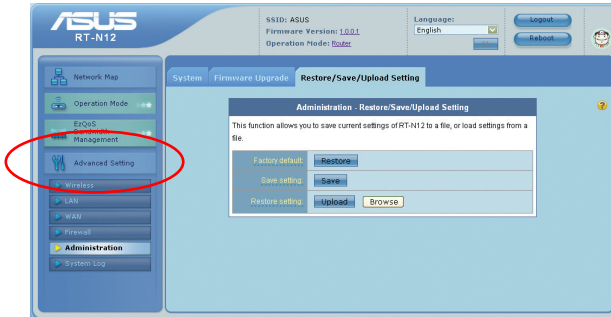 ASUS
RT-N12
SSID: ASUS
Firmware Version: 1.0.0.1
Operation Mode: Router
Language:
English
Logout
Reboot
Network Map
Operation Mode
EzQoS
Bandwidth
Management
Advanced Setting
Wireless
LAN
WAN
Firewall
Administration
System Log
System
Firmware Upgrade
Restore/Save/Upload Setting
Administration - Restore/Save/Upload Setting
This function allows you to save current settings of RT-N12 to a file, or load settings from a
file.
Factory default: Restore
Save setting: Save
Restore setting: Upload Browse
?